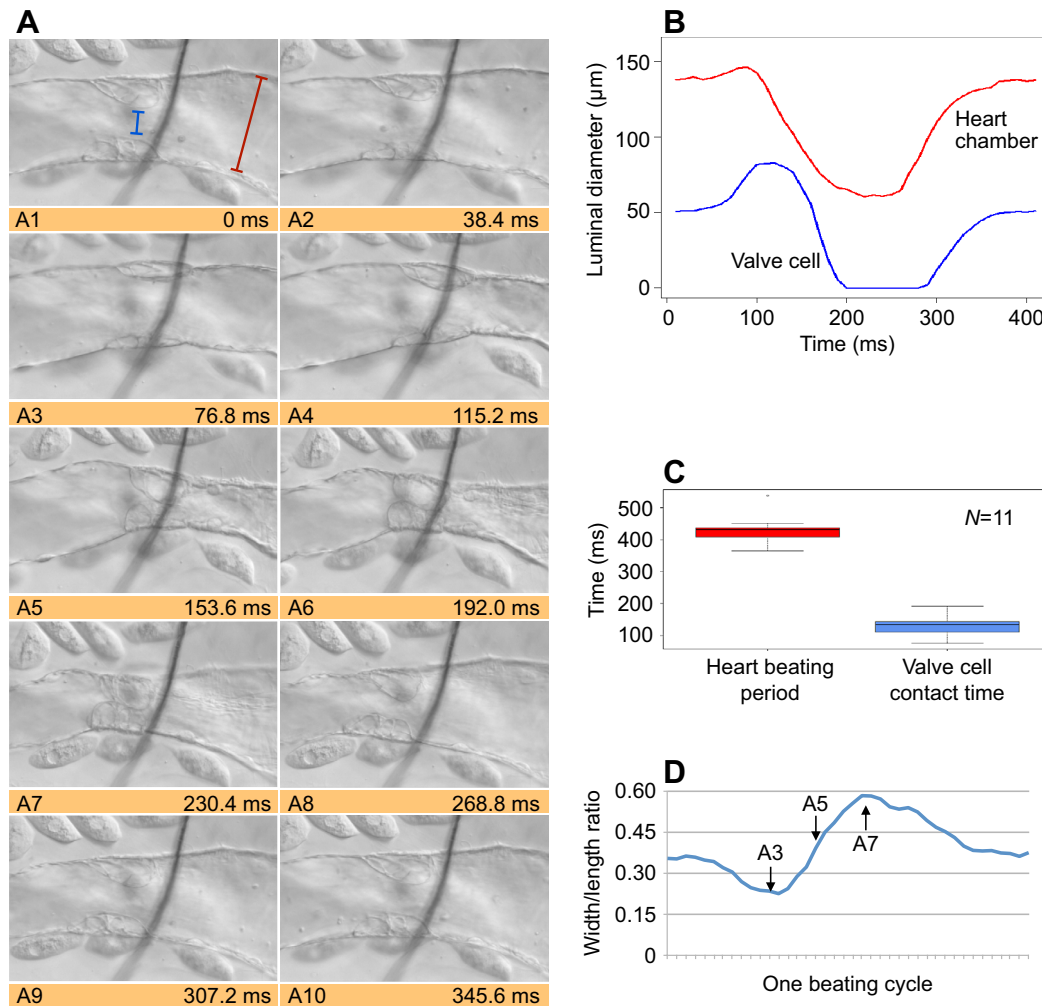 A
A1 0 ms
A2 38.4 ms
A3 76.8 ms
A4 115.2 ms
A5 153.6 ms
A6 192.0 ms
A7 230.4 ms
A8 268.8 ms
A9 307.2 ms
A10 345.6 ms
B
Luminal diameter (µm)
150
100
50
0
Heart
chamber
Valve cell
0 100 200 300 400
Time (ms)
C
Time (ms)
500
400
300
200
100
N=11
Heart beating
period
Valve cell
contact time
D
Width/length ratio
0.60
0.45
0.30
0.15
0
A3
A5
A7
One beating cycle